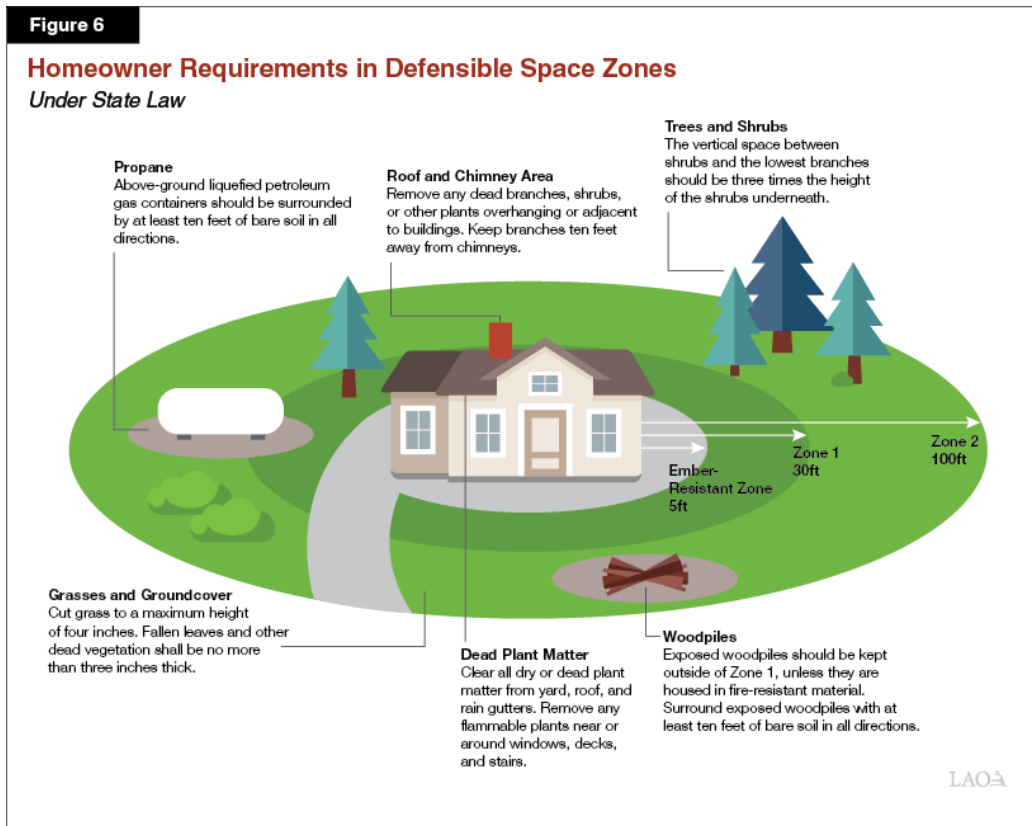 Figure 6
Homeowner Requirements in Defensible Space Zones
Under State Law
Propane
Above-ground liquefied petroleum
gas containers should be surrounded
by at least ten feet of bare soil in all
directions.
Roof and Chimney Area
Remove any dead branches, shrubs,
or other plants overhanging or adjacent
to buildings. Keep branches ten feet
away from chimneys.
Trees and Shrubs
The vertical space between
shrubs and the lowest branches
should be three times the height
of the shrubs underneath.
Ember-
Resistant Zone
5ft
Zone 1
30ft
Zone 2
100ft
Grasses and Groundcover
Cut grass to a maximum height
of four inches. Fallen leaves and other
dead vegetation shall be no more
than three inches thick.
Dead Plant Matter
Clear all dry or dead plant
matter from yard, roof, and
rain gutters. Remove any
flammable plants near or
around windows, decks,
and stairs.
Woodpiles
Exposed woodpiles should be kept
outside of Zone 1, unless they are
housed in fire-resistant material.
Surround exposed woodpiles with at
least ten feet of bare soil in all directions.
LAO